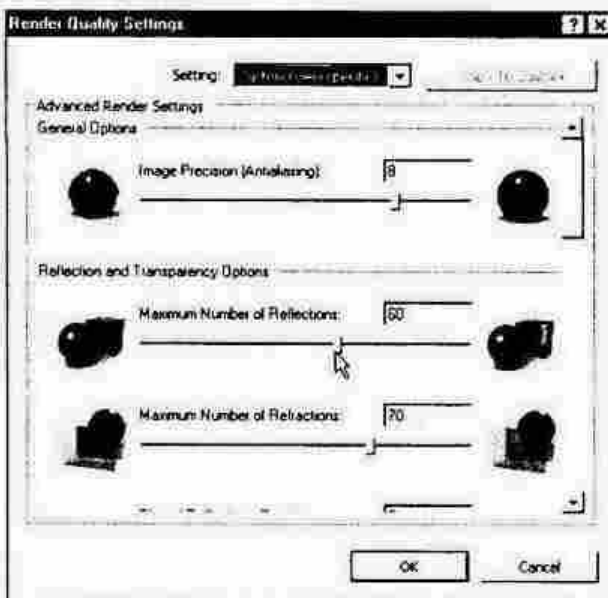 Render Quality Settings
Setting:
Advanced Render Settings
General Options
Image Precision (Antialiasing): 8
Reflection and Transparency Options
Maximum Number of Reflections: 60
Maximum Number of Refractions: 70
OK Cancel